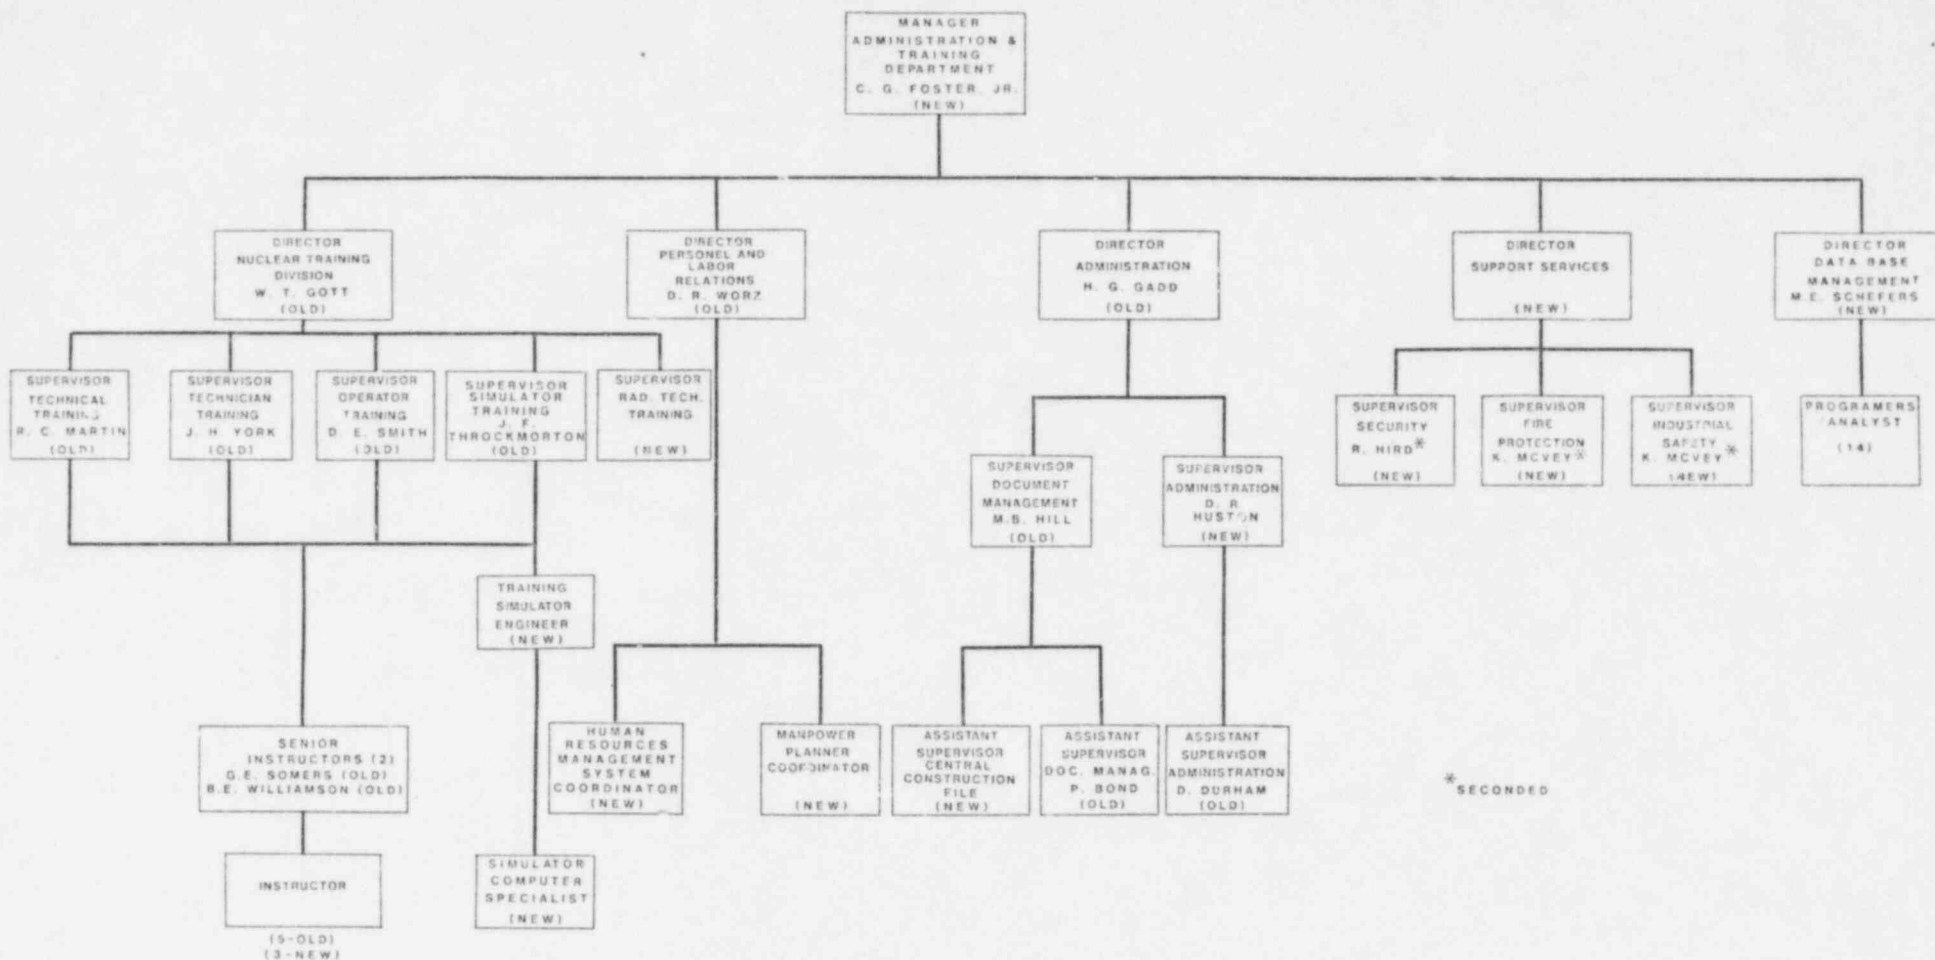 MANAGER
ADMINISTRATION &
TRAINING
DEPARTMENT
C. G. FOSTER, JR.
(NEW)
DIRECTOR
NUCLEAR TRAINING
DIVISION
W. T. GOTT
(OLD)
DIRECTOR
PERSONEL AND
LABOR
RELATIONS
D. R. WORZ
(OLD)
DIRECTOR
ADMINISTRATION
H. G. GADD
(OLD)
DIRECTOR
SUPPORT SERVICES
(NEW)
DIRECTOR
DATA BASE
MANAGEMENT
M.E. SCHEFERS
(NEW)
SUPERVISOR
TECHNICAL
TRAINING
R. C. MARTIN
(OLD)
SUPERVISOR
TECHNICIAN
TRAINING
J. H. YORK
(OLD)
SUPERVISOR
OPERATOR
TRAINING
D. E. SMITH
(OLD)
SUPERVISOR
SIMULATOR
TRAINING
J. F.
THROCKMORTON
(OLD)
SUPERVISOR
RAD. TECH.
TRAINING
(NEW)
SUPERVISOR
SECURITY
R. HIRD*
(NEW)
SUPERVISOR
FIRE
PROTECTION
K. MCVEY*
(NEW)
SUPERVISOR
INDUSTRIAL
SAFETY
K. MCVEY*
(NEW)
PROGRAMERS
ANALYST
(14)
SUPERVISOR
DOCUMENT
MANAGEMENT
M.B. HILL
(OLD)
SUPERVISOR
ADMINISTRATION
D. R.
HUSTON
(NEW)
TRAINING
SIMULATOR
ENGINEER
(NEW)
SENIOR
INSTRUCTORS (2)
G.E. SOMERS (OLD)
B.E. WILLIAMSON (OLD)
HUMAN
RESOURCES
MANAGEMENT
SYSTEM
COORDINATOR
(NEW)
MANPOWER
PLANNER
COORDINATOR
(NEW)
ASSISTANT
SUPERVISOR
CENTRAL
CONSTRUCTION
FILE
(NEW)
ASSISTANT
SUPERVISOR
DOC. MANAG.
P. BOND
(OLD)
ASSISTANT
SUPERVISOR
ADMINISTRATION
D. DURHAM
(OLD)
*SECONDED
INSTRUCTOR
(5-OLD)
(3-NEW)
SIMULATOR
COMPUTER
SPECIALIST
(NEW)